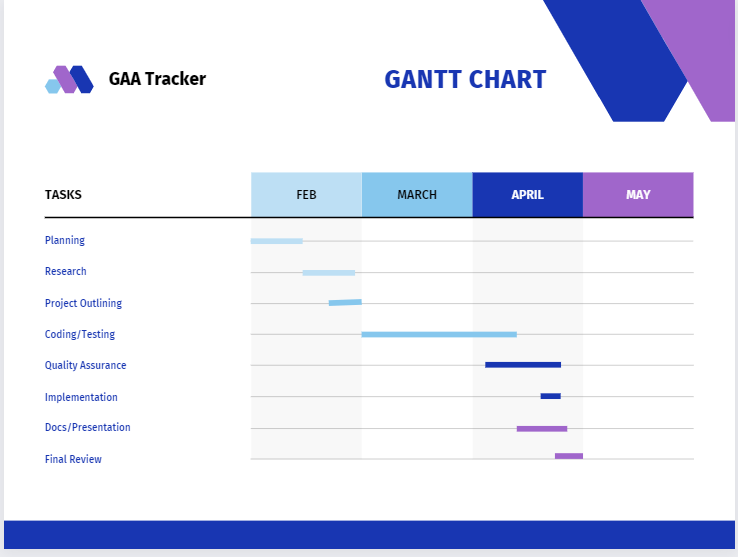 GAA Tracker
GANTT CHART
TASKS FEB MARCH APRIL MAY
Planning
Research
Project Outlining
Coding/Testing
Quality Assurance
Implementation
Docs/Presentation
Final Review